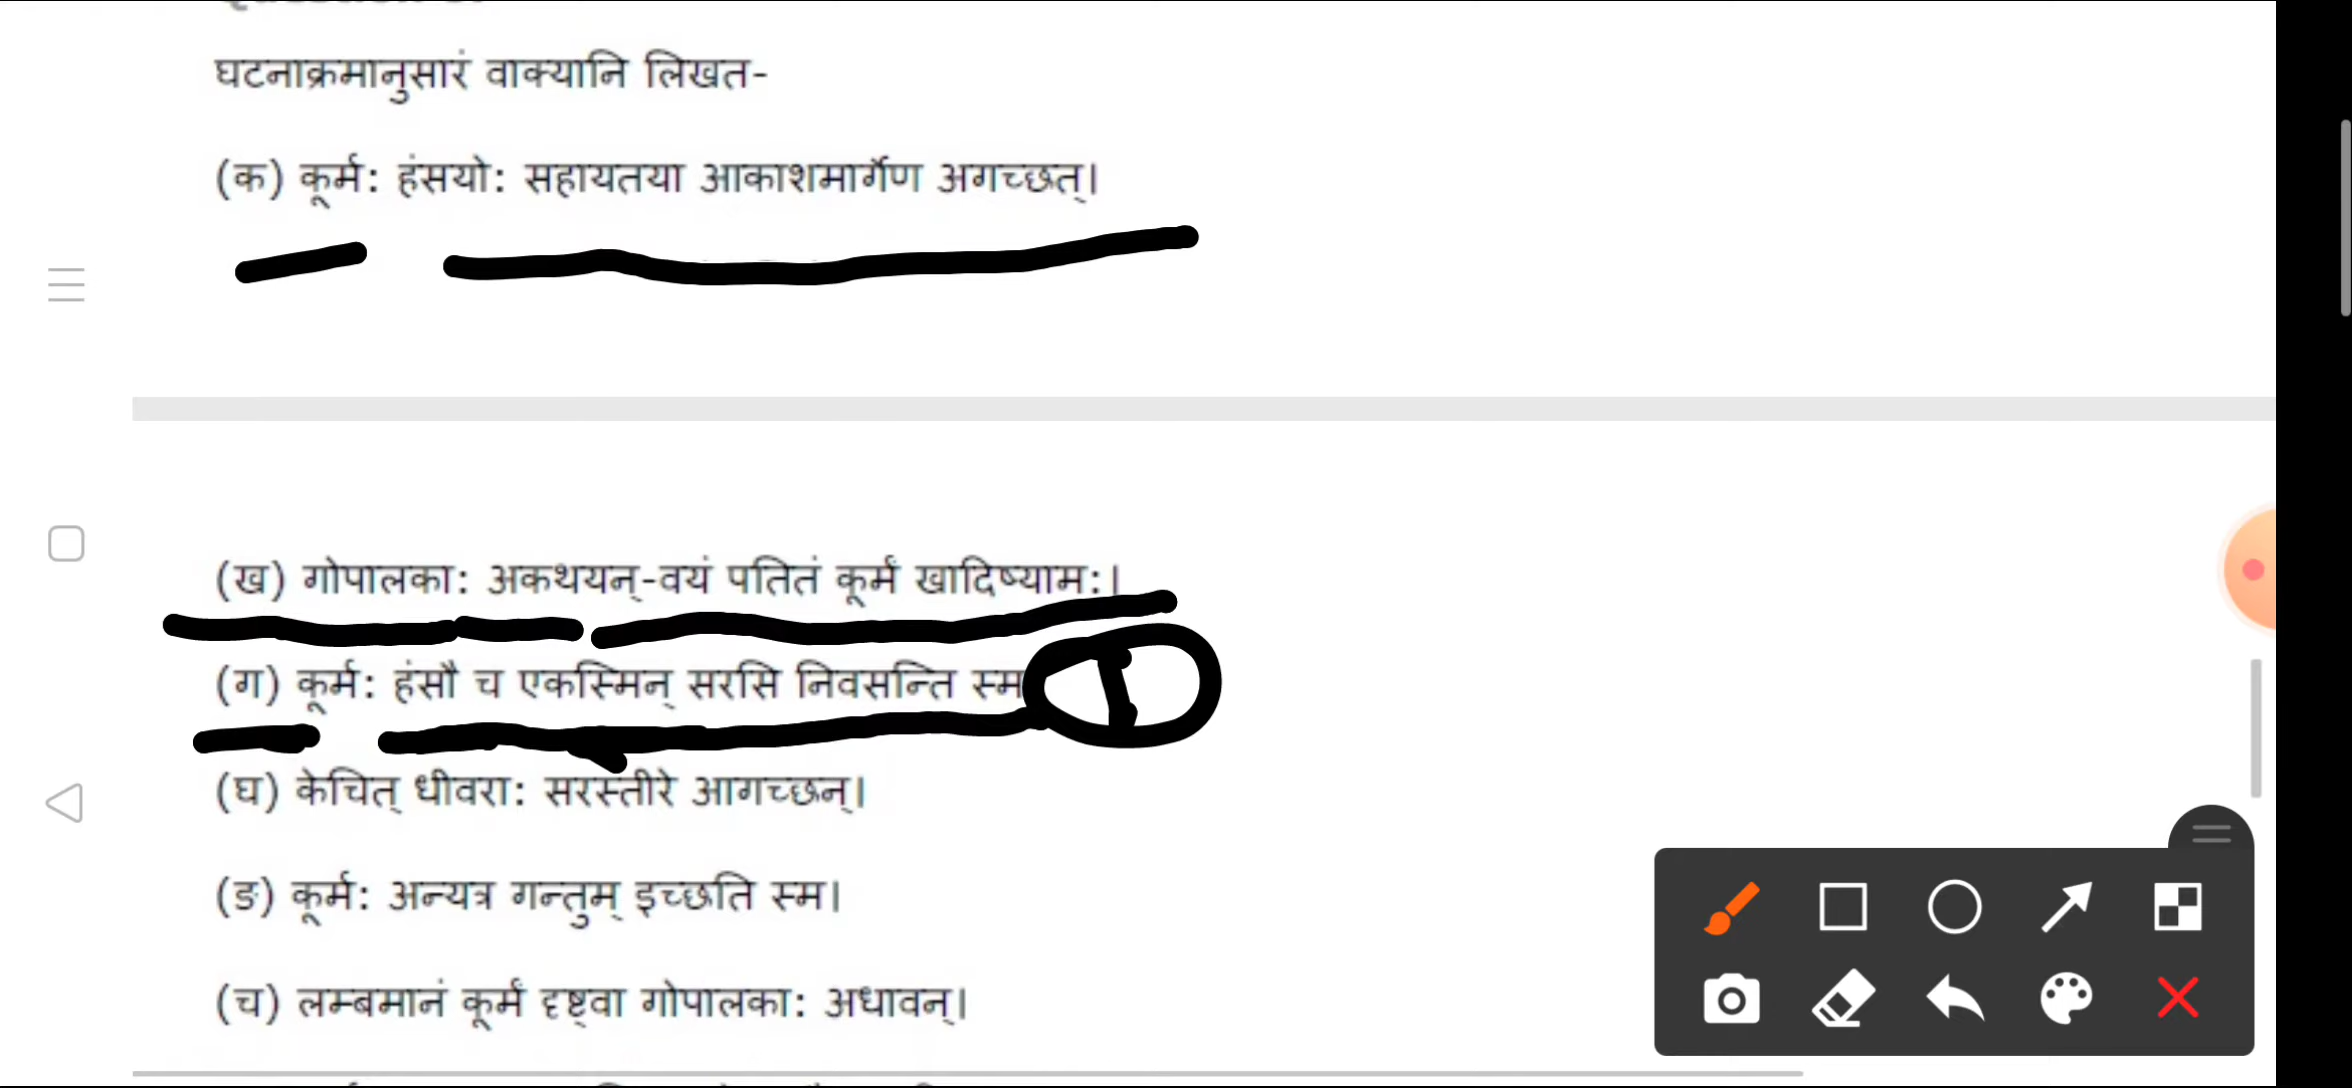 घटनाक्रमानुसारं वाक्यानि लिखत-
(क) कूर्म: हंसयो: सहायतया आकाशमार्गेण अगच्छत्।
(ख) गोपालका: अकथयन्-वयं पतितं कूर्मं खादिष्याम:।
(ग) कूर्म: हंसौ च एकस्मिन् सरसि निवसन्ति स्म
(घ) केचित् धीवरा: सरस्तीरे आगच्छन्।
(ङ) कूर्म: अन्यत्र गन्तुम् इच्छति स्म।
(च) लम्बमानं कूर्मं दृष्ट्वा गोपालका: अधावन्।